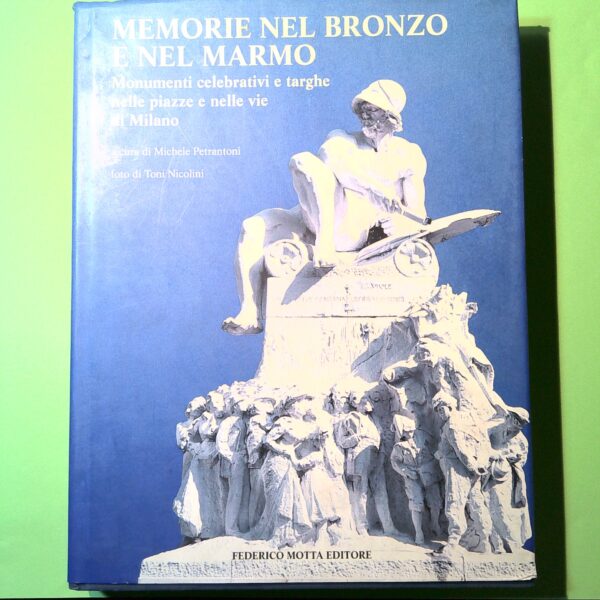 MEMORIE NEL BRONZO
E NEL MARMO
Monumenti celebrativi e targhe
nelle piazze e nelle vie
di Milano
a cura di Michele Petrantoni
foto di Toni Nicolini
FEDERICO MOTTA EDITORE